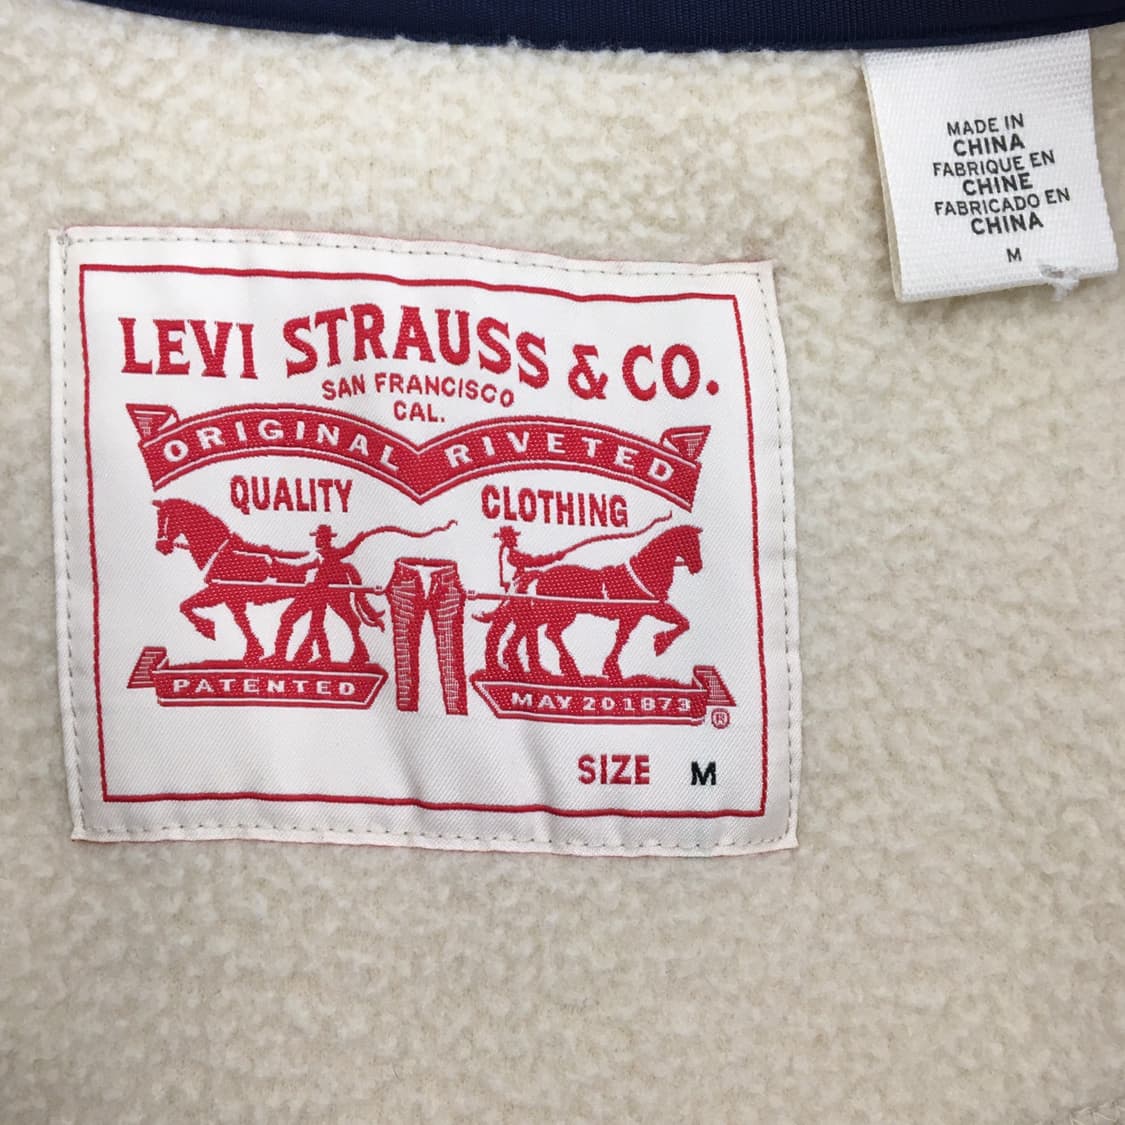 LEVI STRAUSS & CO.
SAN FRANCISCO
CAL.
ORIGINAL RIVETED
QUALITY CLOTHING
PATENTED MAY 20 1873
®
SIZE M
MADE IN
CHINA
FABRIQUE EN
CHINE
FABRICADO EN
CHINA
M